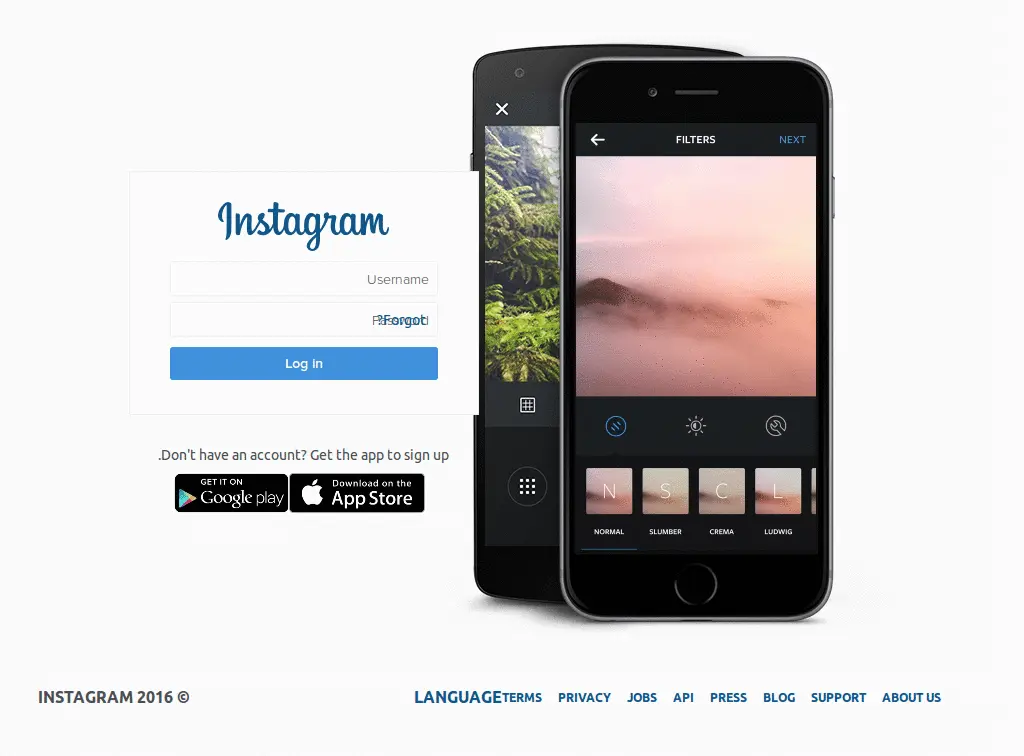 Instagram
Username
Password
?Forgot
Log in
.Don't have an account? Get the app to sign up
GET IT ON
Google play
Download on the
App Store
FILTERS
NEXT
N
S
C
L
NORMAL
SLUMBER
CREMA
LUDWIG
INSTAGRAM 2016 ©
LANGUAGE TERMS PRIVACY JOBS API PRESS BLOG SUPPORT ABOUT US